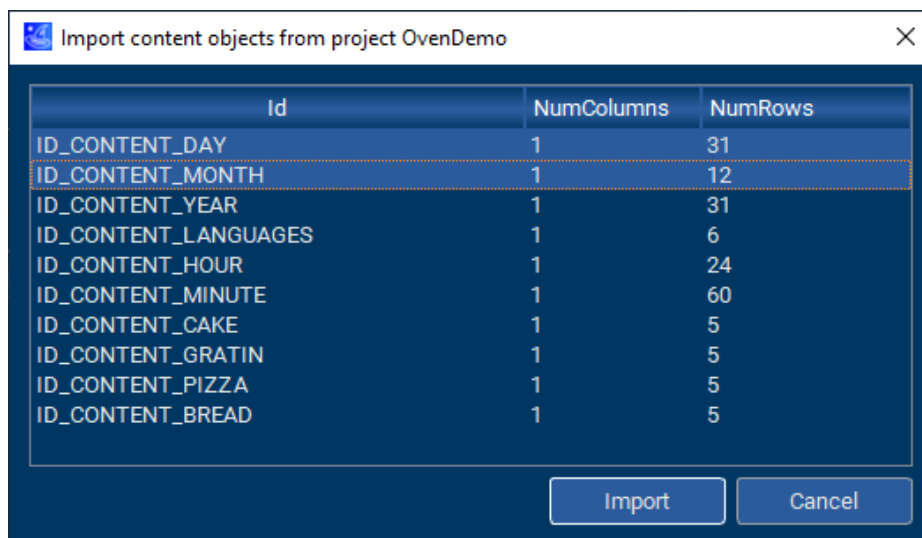 Import content objects from project OvenDemo
Id NumColumns NumRows
ID_CONTENT_DAY 1 31
ID_CONTENT_MONTH 1 12
ID_CONTENT_YEAR 1 31
ID_CONTENT_LANGUAGES 1 6
ID_CONTENT_HOUR 1 24
ID_CONTENT_MINUTE 1 60
ID_CONTENT_CAKE 1 5
ID_CONTENT_GRATIN 1 5
ID_CONTENT_PIZZA 1 5
ID_CONTENT_BREAD 1 5
Import Cancel